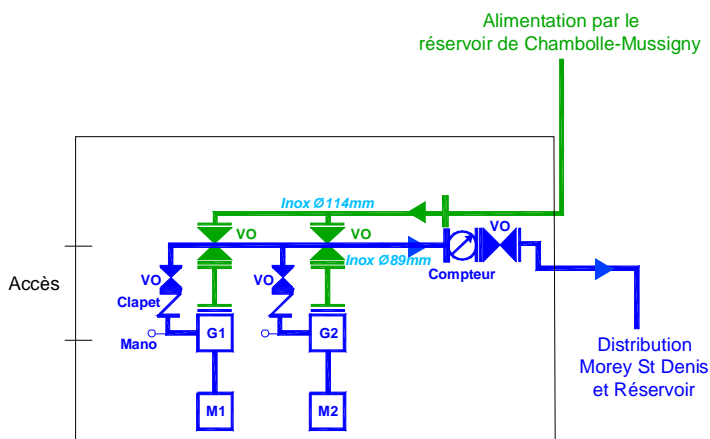 Alimentation par le
réservoir de Chambolle-Mussigny
Inox Ø114mm
VO
VO
VO
Inox Ø89mm
Compteur
Accès
VO
VO
Clapet
Mano
G1
G2
Distribution
Morey St Denis
et Réservoir
M1
M2